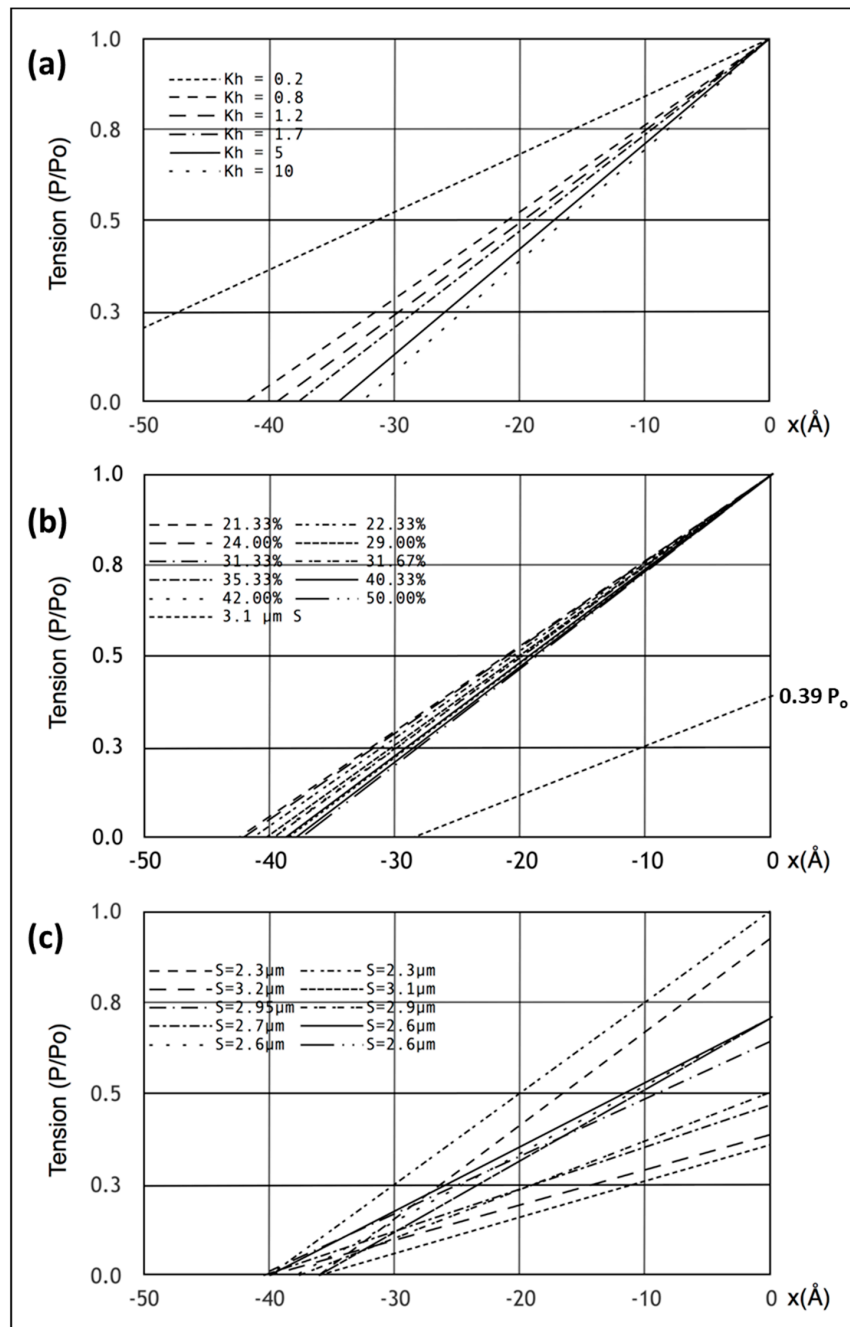 (a)
Tension (P/Po)
1.0
0.8
0.5
0.3
0.0
Kh = 0.2
Kh = 0.8
Kh = 1.2
Kh = 1.7
Kh = 5
Kh = 10
-50 -40 -30 -20 -10 0 x(Å)
(b)
Tension (P/Po)
1.0
0.8
0.5
0.3
0.0
21.33% 22.33%
24.00% 29.00%
31.33% 31.67%
35.33% 40.33%
42.00% 50.00%
3.1 µm S
0.39 Pₒ
-50 -40 -30 -20 -10 0 x(Å)
(c)
Tension (P/Po)
1.0
0.8
0.5
0.3
0.0
S=2.3µm S=2.3µm
S=3.2µm S=3.1µm
S=2.95µm S=2.9µm
S=2.7µm S=2.6µm
S=2.6µm S=2.6µm
-50 -40 -30 -20 -10 0 x(Å)